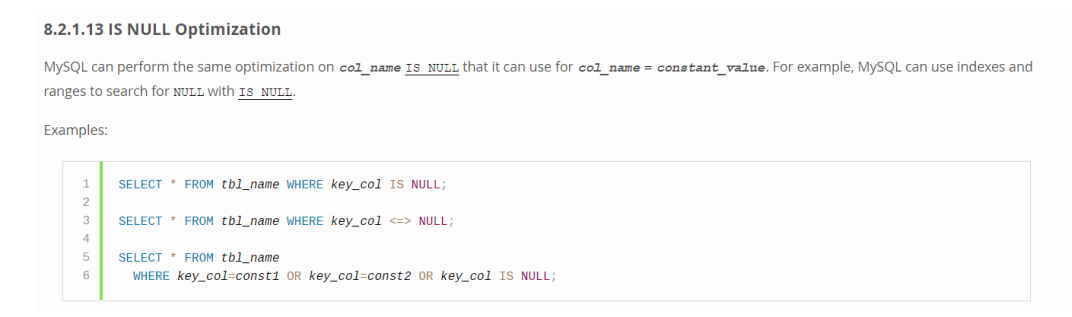 8.2.1.13 IS NULL Optimization
MySQL can perform the same optimization on col_name IS NULL that it can use for col_name = constant_value. For example, MySQL can use indexes and
ranges to search for NULL with IS NULL.
Examples:
1 SELECT * FROM tbl_name WHERE key_col IS NULL;
2
3 SELECT * FROM tbl_name WHERE key_col <=> NULL;
4
5 SELECT * FROM tbl_name
6 WHERE key_col=const1 OR key_col=const2 OR key_col IS NULL;